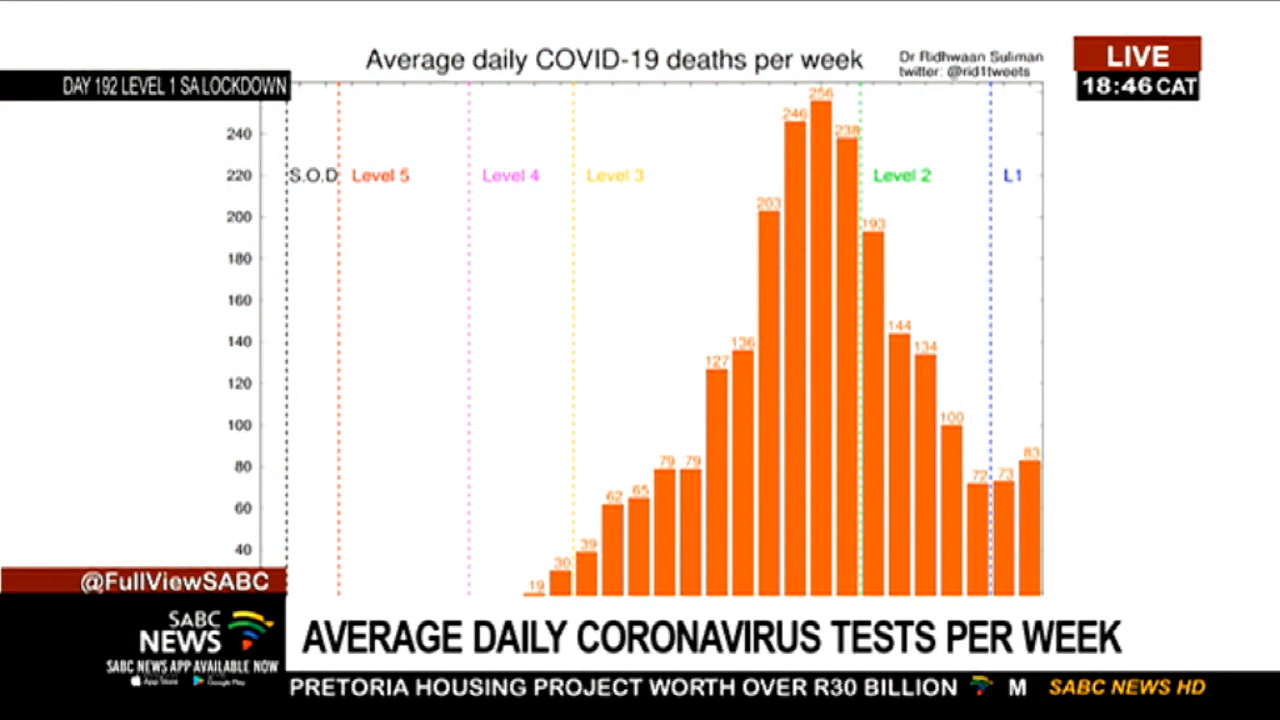 Average daily COVID-19 deaths per week
Dr Ridhwaan Suliman
twitter: @rid1tweets
LIVE
18:46 CAT
DAY 192 LEVEL 1 SA LOCKDOWN
240
220
200
180
160
140
120
100
80
60
40
S.O.D
Level 5
Level 4
Level 3
Level 2
L1
19
30
39
62
65
79
79
127
136
203
246
256
238
193
144
134
100
72
73
83
@FullViewSABC
SABC
NEWS
SABC NEWS APP AVAILABLE NOW
App Store
Google Play
AVERAGE DAILY CORONAVIRUS TESTS PER WEEK
PRETORIA HOUSING PROJECT WORTH OVER R30 BILLION M SABC NEWS HD